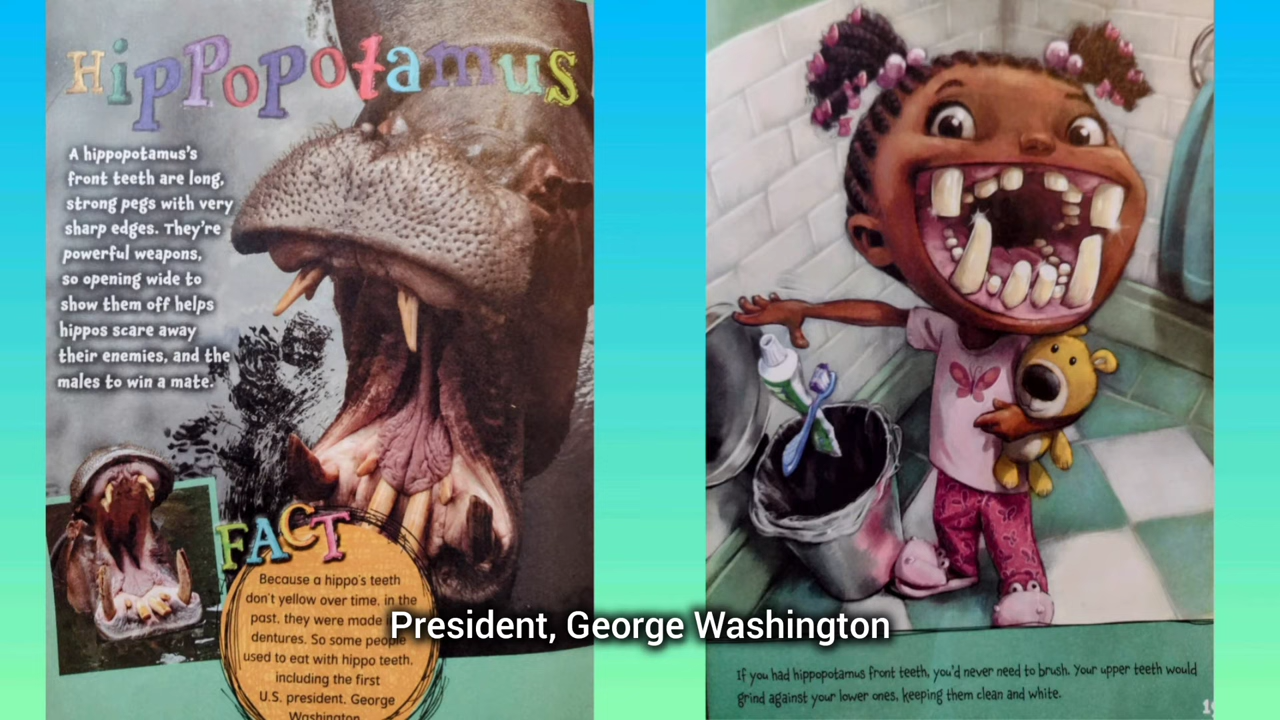 Hippopotamus
A hippopotamus's
front teeth are long,
strong pegs with very
sharp edges. They're
powerful weapons,
so opening wide to
show them off helps
hippos scare away
their enemies, and the
males to win a mate.
FACT
Because a hippo's teeth
don't yellow over time, in the
past, they were made
dentures. So some people
used to eat with hippo teeth,
including the first
U.S. president, George
Washington
President, George Washington
If you had hippopotamus front teeth, you'd never need to brush. Your upper teeth would
grind against your lower ones, keeping them clean and white.